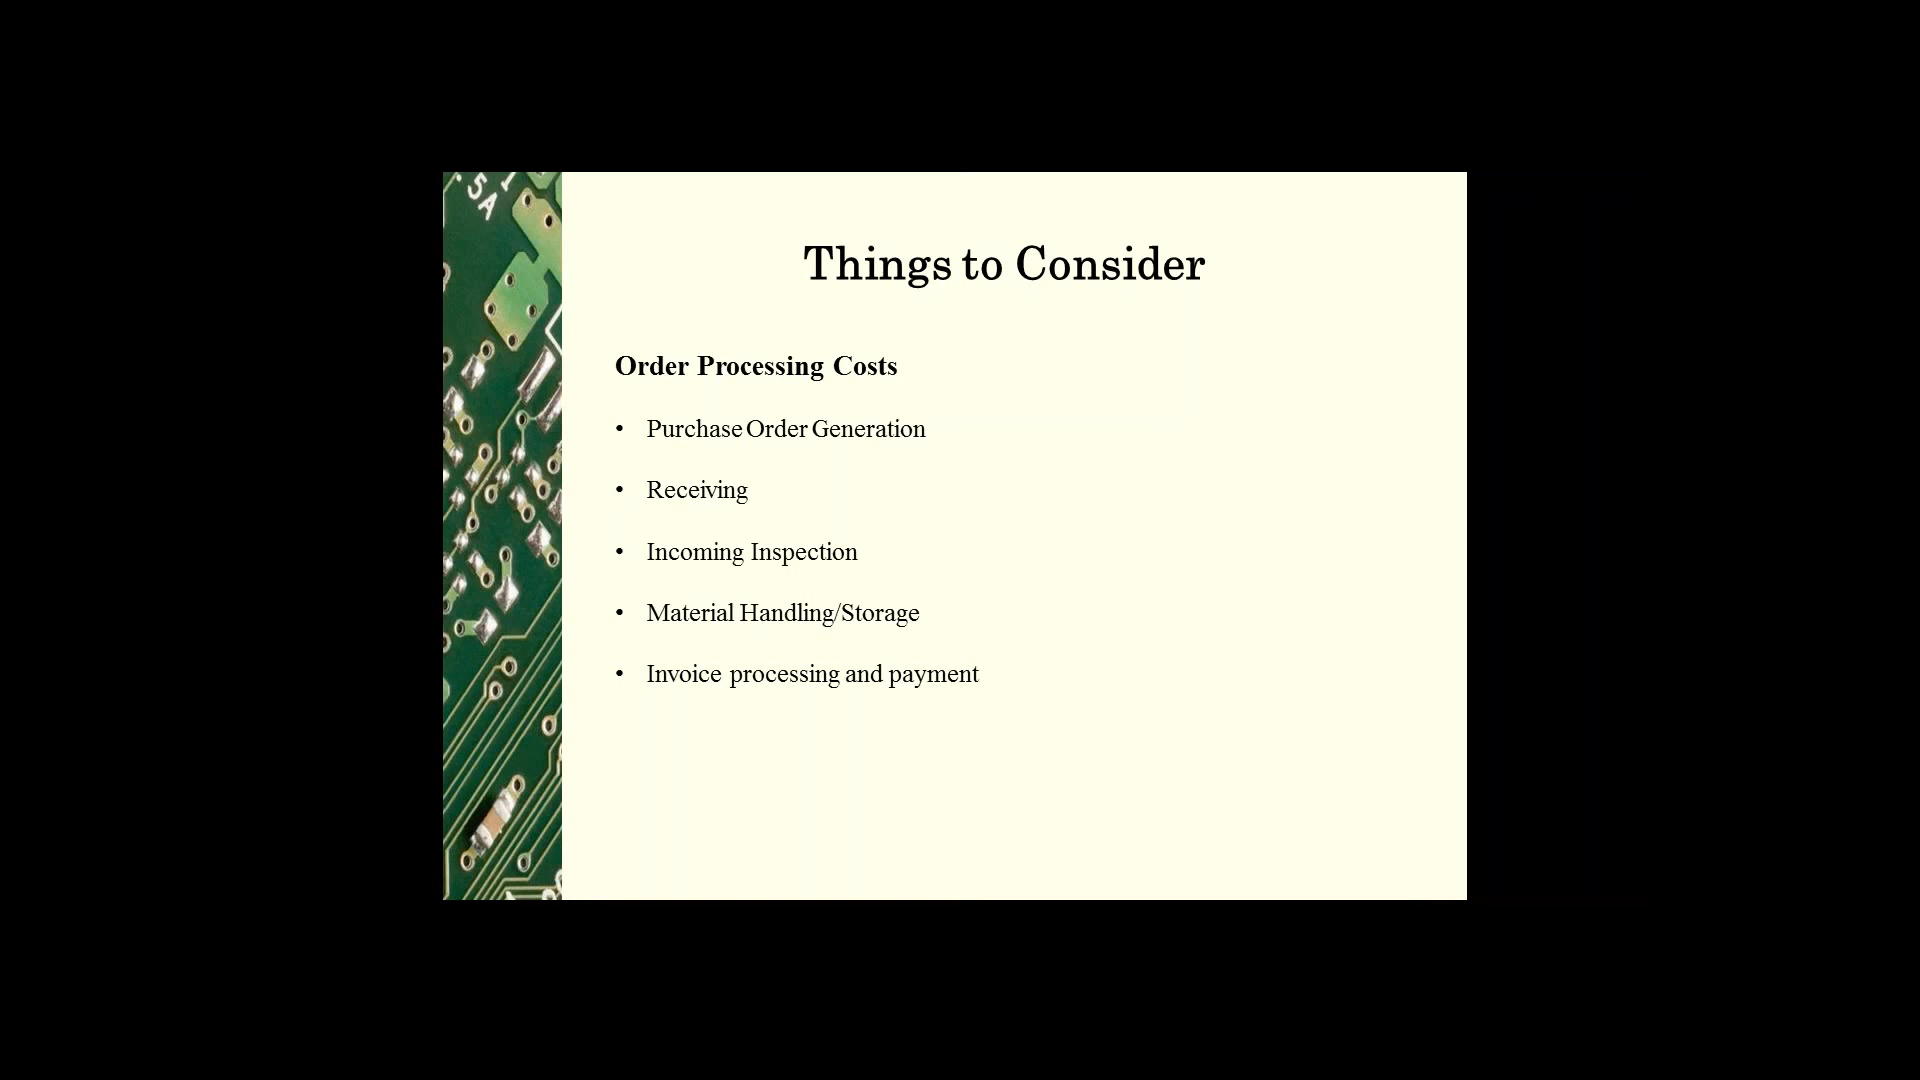 .5A
Things to Consider
Order Processing Costs
• Purchase Order Generation
• Receiving
• Incoming Inspection
• Material Handling/Storage
• Invoice processing and payment